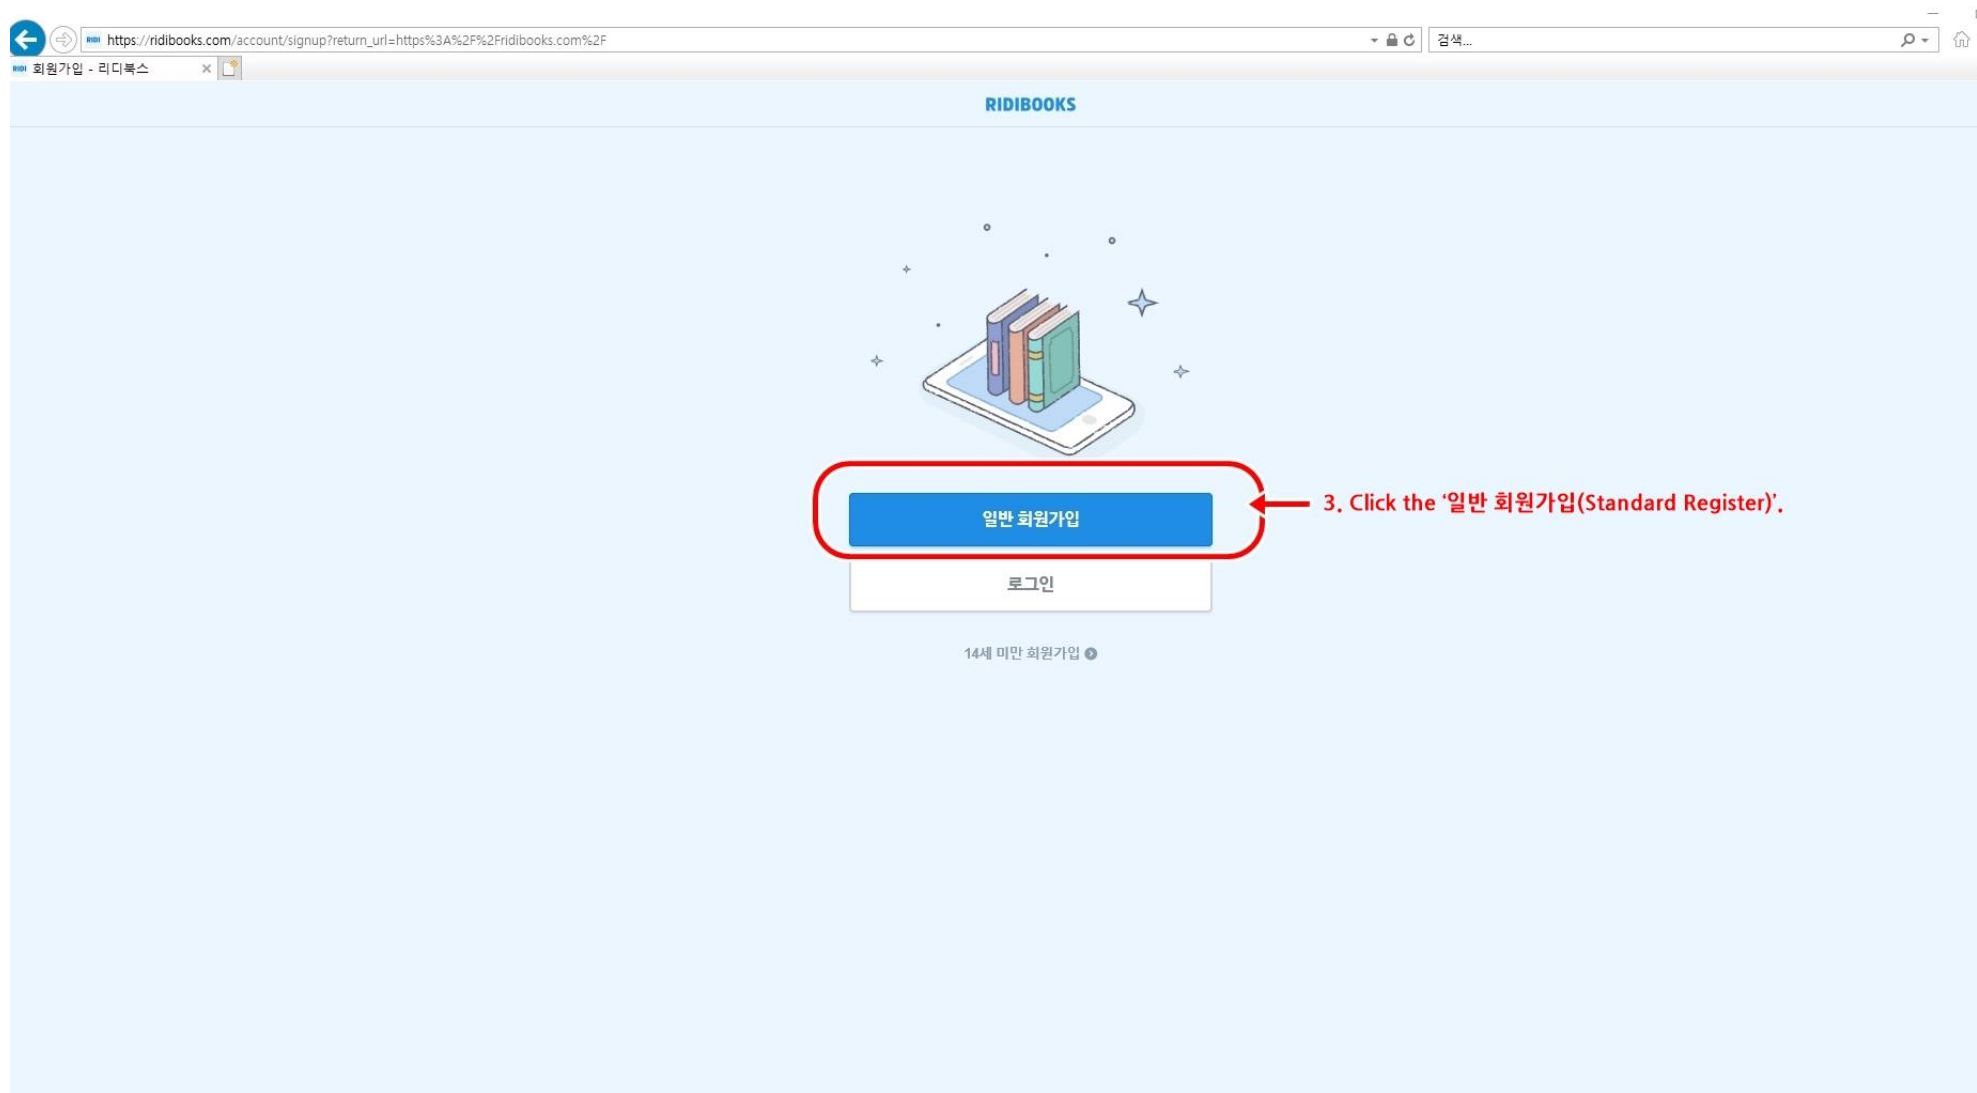 https://ridibooks.com/account/signup?return_url=https%3A%2F%2Fridibooks.com%2F
검색...
RIDI 회원가입 - 리디북스
RIDIBOOKS
일반 회원가입
3. Click the ‘일반 회원가입(Standard Register)’.
로그인
14세 미만 회원가입